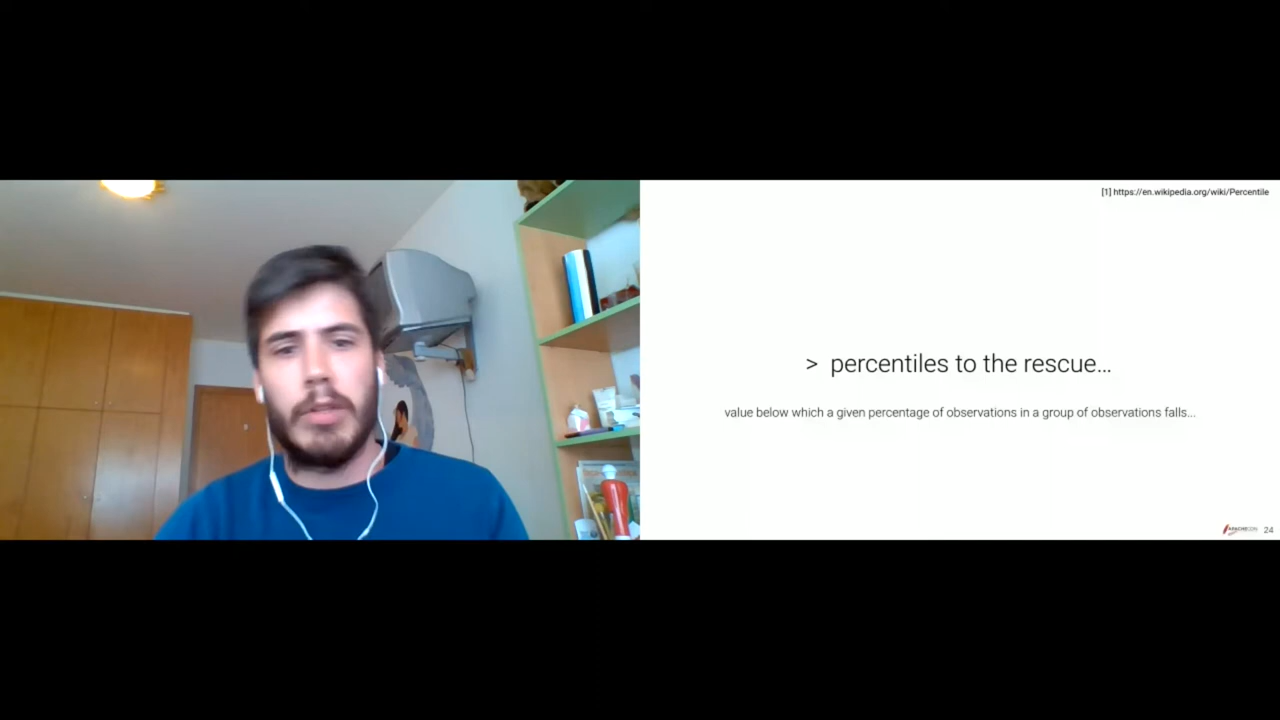 [1] https://en.wikipedia.org/wiki/Percentile
> percentiles to the rescue...
value below which a given percentage of observations in a group of observations falls...
APACHECON
24